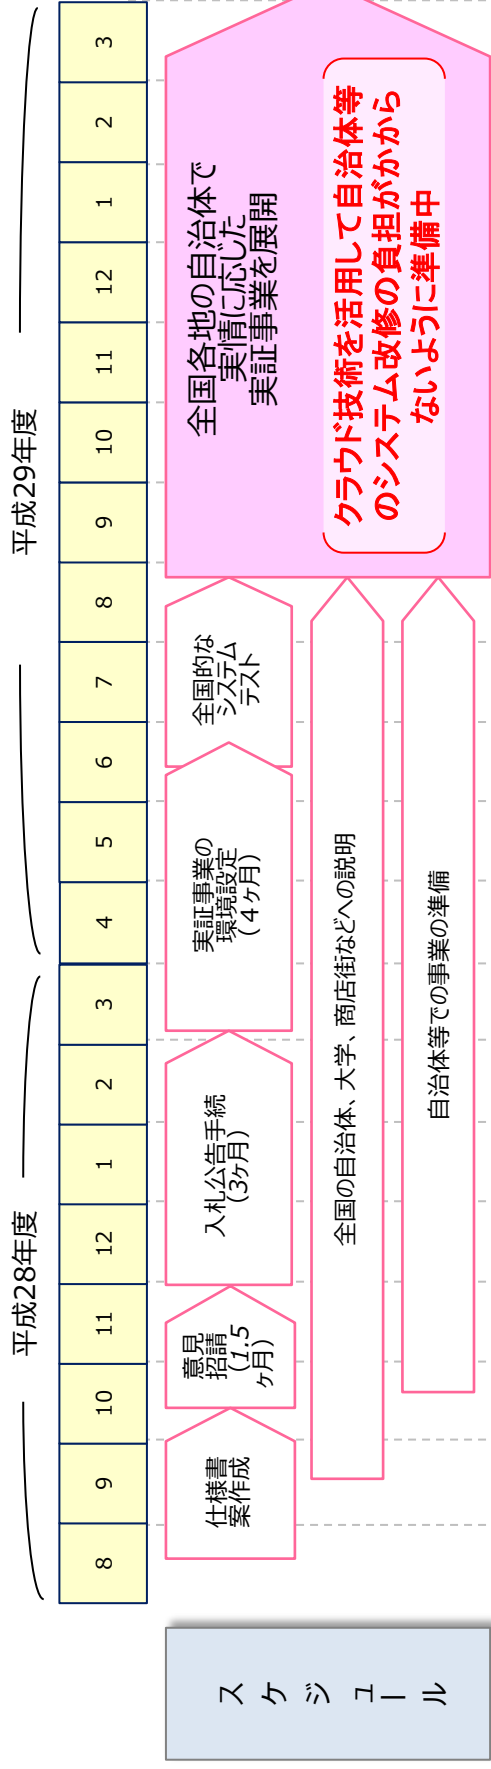 平成28年度
平成29年度
8
9
10
11
12
1
2
3
4
5
6
7
8
9
10
11
12
1
2
3
スケジュール
仕様書
案作成
意見
招請
（1.5
ヶ月）
入札公告手続
（3ヶ月）
実証事業の
環境設定
（４ヶ月）
全国的な
システム
テスト
全国各地の自治体で
実情に応じた
実証事業を展開
クラウド技術を活用して自治体等
のシステム改修の負担がかから
ないように準備中
全国の自治体、大学、商店街などへの説明
自治体等での事業の準備